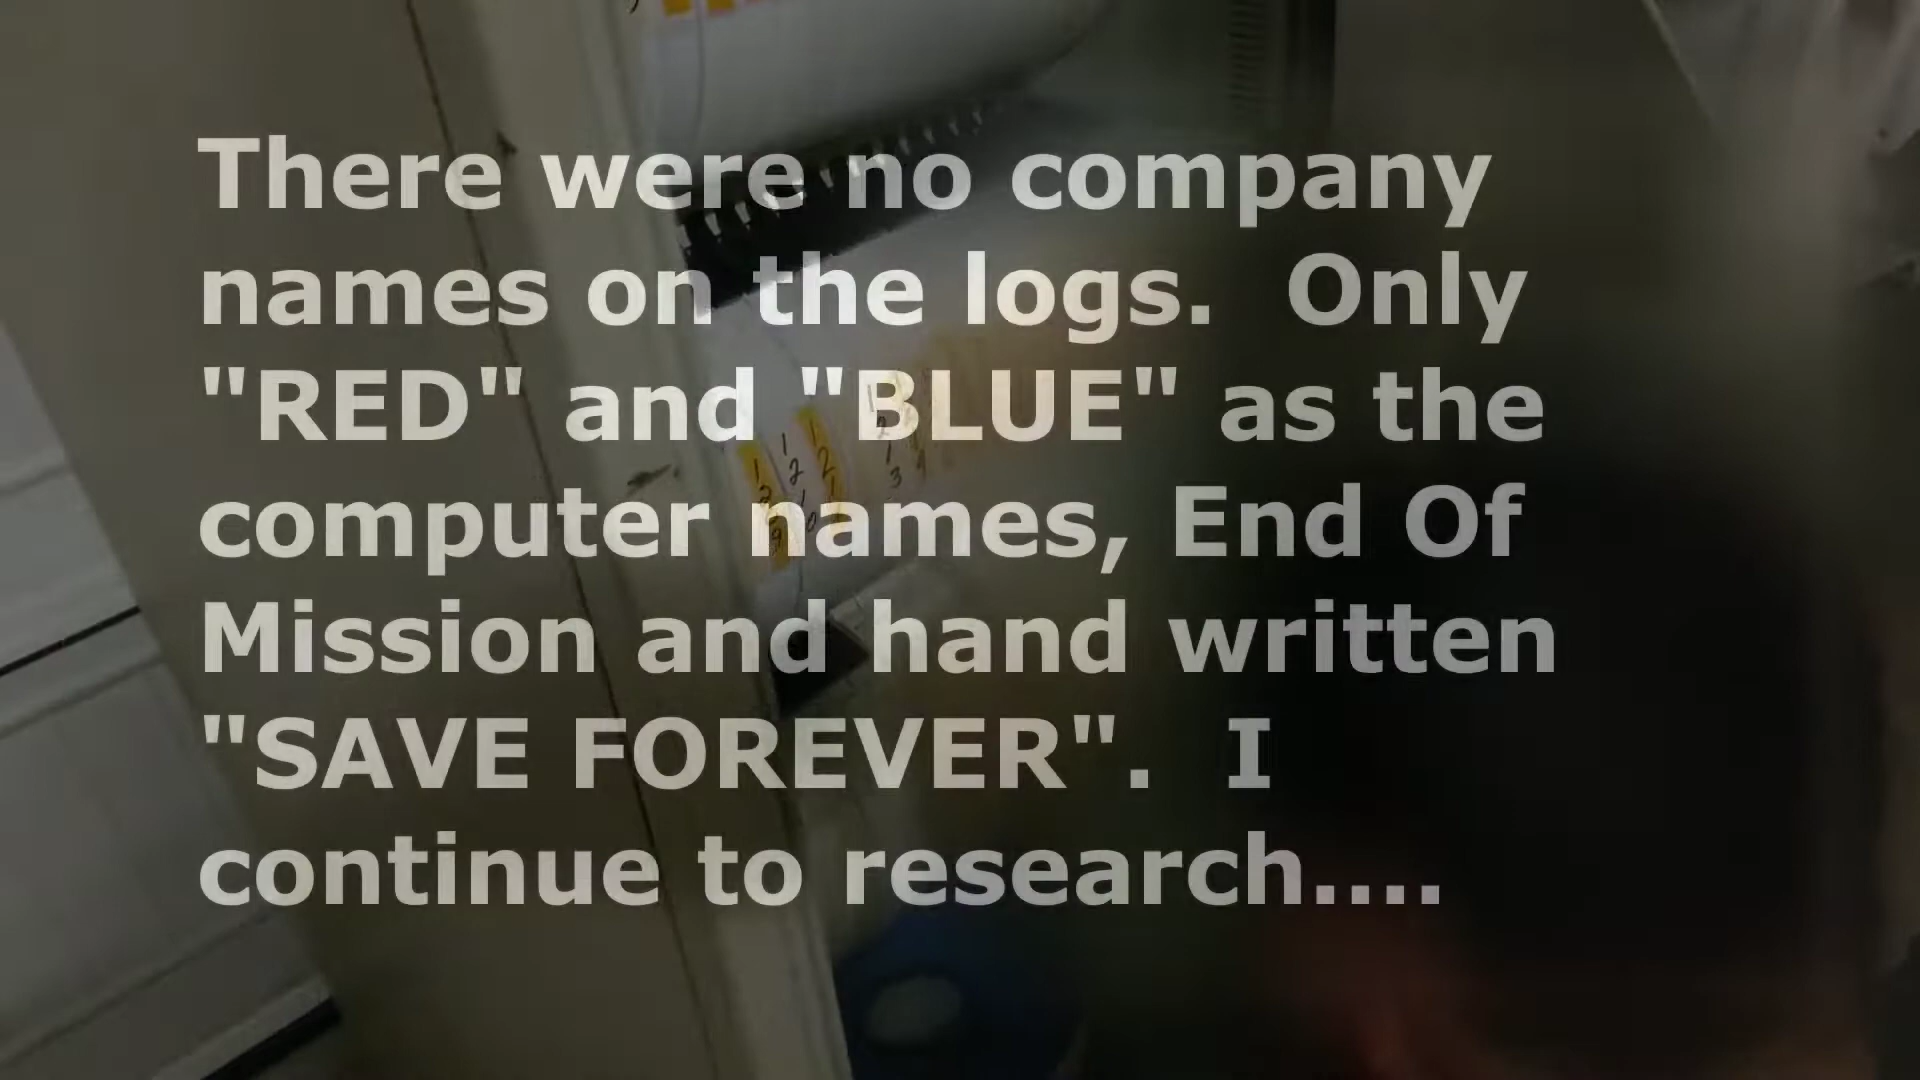 There were no company
names on the logs.  Only
"RED" and "BLUE" as the
computer names, End Of
Mission and hand written
"SAVE FOREVER".  I
continue to research....